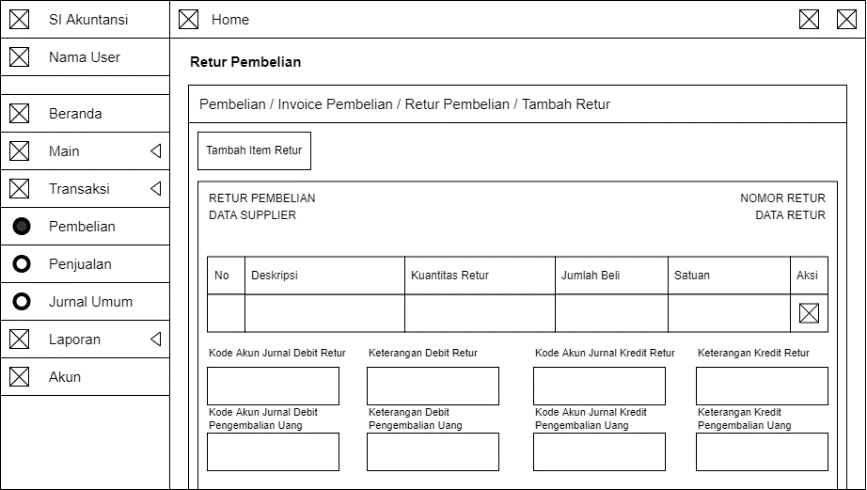 SI Akuntansi
Home
Nama User
Retur Pembelian
Beranda
Main
Transaksi
Pembelian
Penjualan
Jurnal Umum
Laporan
Akun
Pembelian / Invoice Pembelian / Retur Pembelian / Tambah Retur
Tambah Item Retur
RETUR PEMBELIAN
DATA SUPPLIER
NOMOR RETUR
DATA RETUR
No Deskripsi Kuantitas Retur Jumlah Beli Satuan Aksi
Kode Akun Jurnal Debit Retur
Keterangan Debit Retur
Kode Akun Jurnal Kredit Retur
Keterangan Kredit Retur
Kode Akun Jurnal Debit
Pengembalian Uang
Keterangan Debit
Pengembalian Uang
Kode Akun Jurnal Kredit
Pengembalian Uang
Keterangan Kredit
Pengembalian Uang